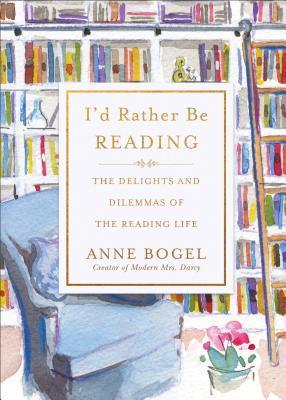 I'd Rather Be
READING
THE DELIGHTS AND
DILEMMAS OF
THE READING LIFE
ANNE BOGEL
Creator of Modern Mrs. Darcy